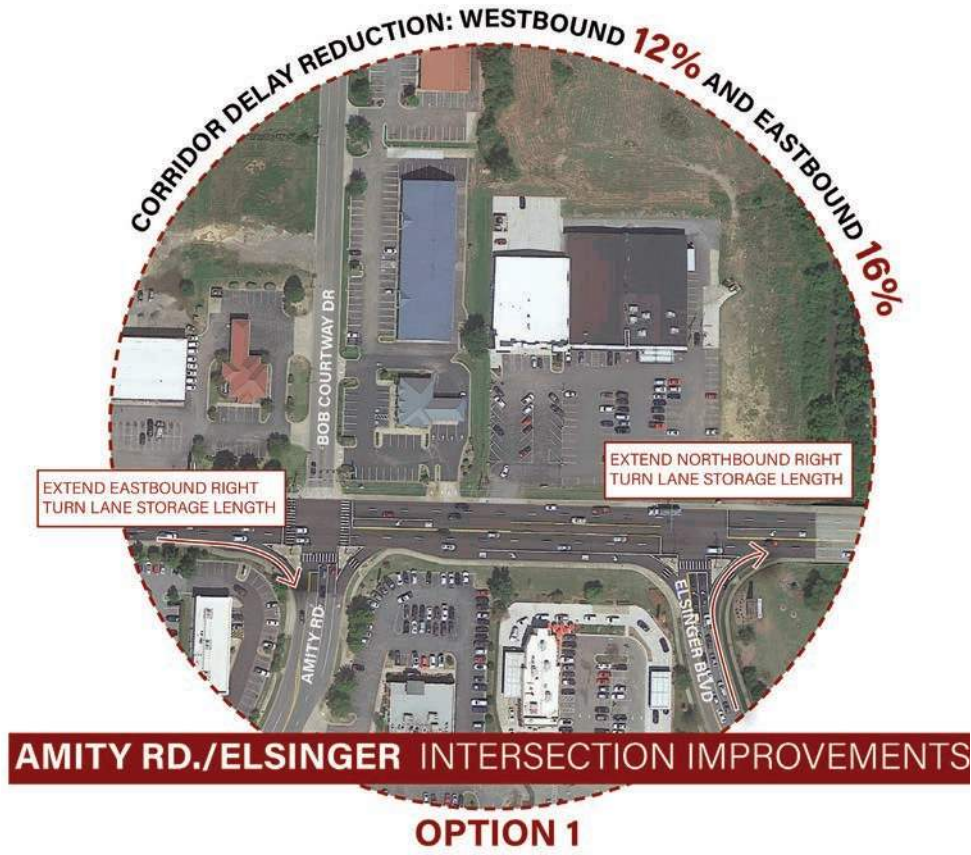 CORRIDOR DELAY REDUCTION: WESTBOUND 12% AND EASTBOUND 16%
BOB COURTWAY DR
EXTEND EASTBOUND RIGHT
TURN LANE STORAGE LENGTH
EXTEND NORTHBOUND RIGHT
TURN LANE STORAGE LENGTH
AMITY RD
ELSINGER BLVD
AMITY RD./ELSINGER INTERSECTION IMPROVEMENTS
OPTION 1